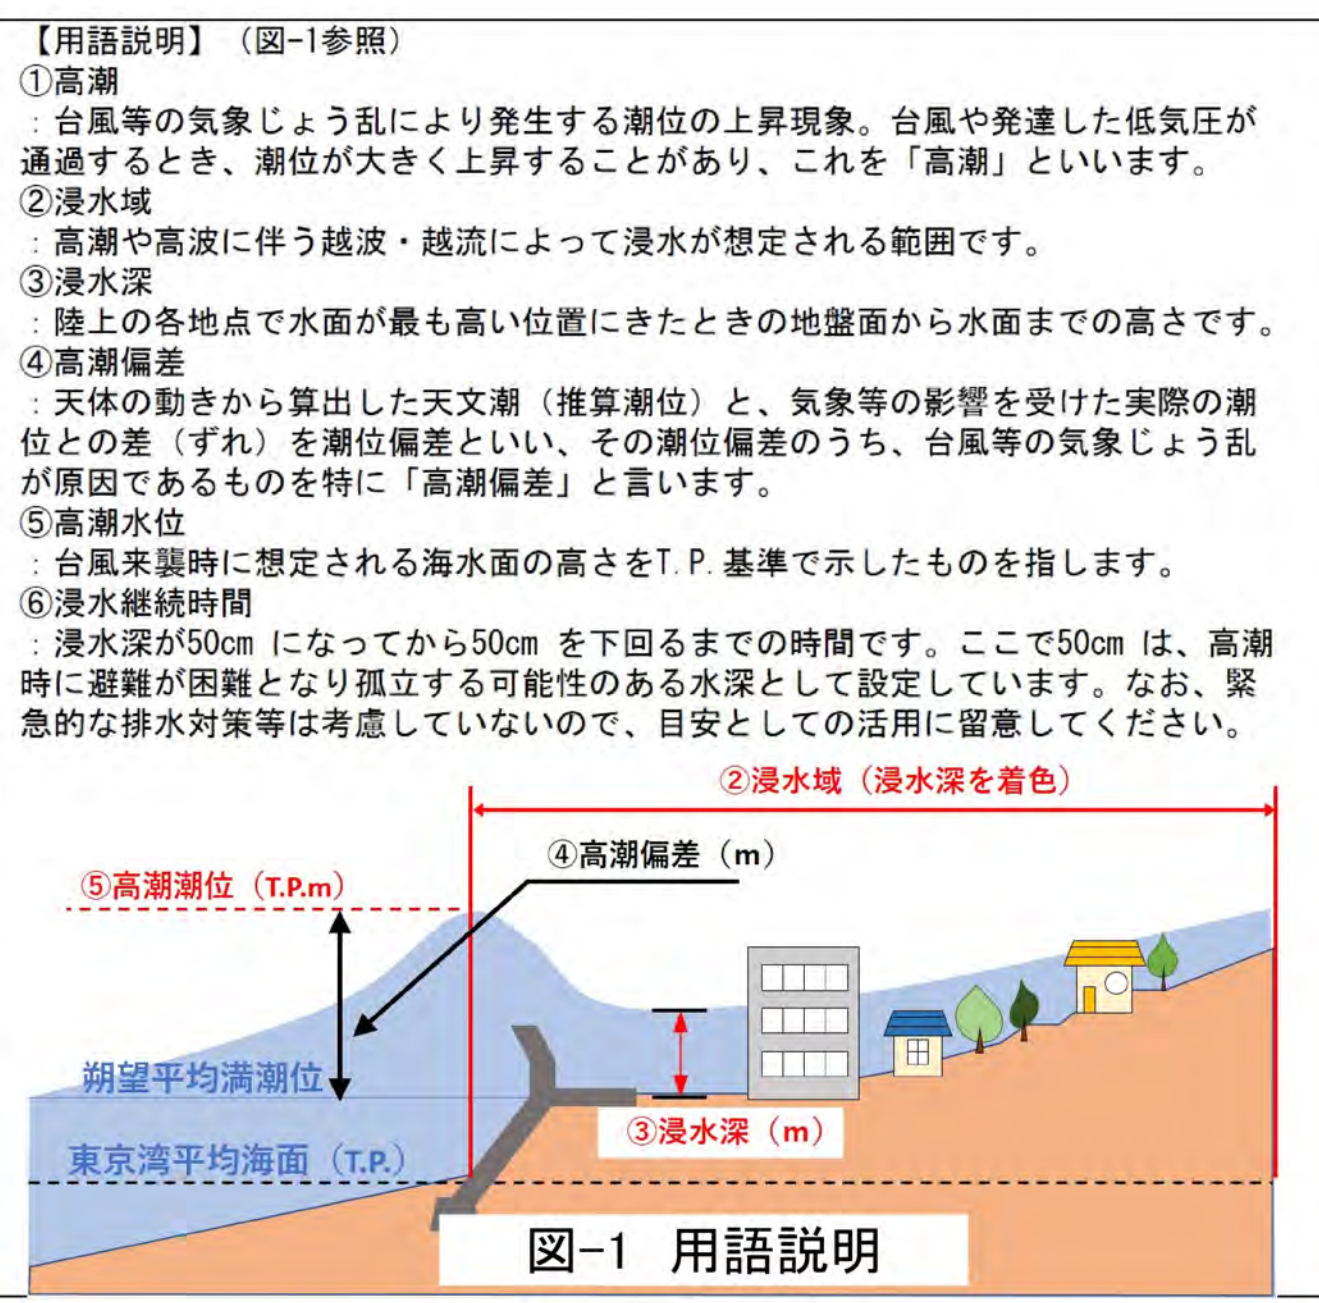 【用語説明】（図-1参照）
①高潮
：台風等の気象じょう乱により発生する潮位の上昇現象。台風や発達した低気圧が
通過するとき、潮位が大きく上昇することがあり、これを「高潮」といいます。
②浸水域
：高潮や高波に伴う越波・越流によって浸水が想定される範囲です。
③浸水深
：陸上の各地点で水面が最も高い位置にきたときの地盤面から水面までの高さです。
④高潮偏差
：天体の動きから算出した天文潮（推算潮位）と、気象等の影響を受けた実際の潮
位との差（ずれ）を潮位偏差といい、その潮位偏差のうち、台風等の気象じょう乱
が原因であるものを特に「高潮偏差」と言います。
⑤高潮水位
：台風来襲時に想定される海水面の高さをT.P.基準で示したものを指します。
⑥浸水継続時間
：浸水深が50cm になってから50cm を下回るまでの時間です。ここで50cm は、高潮
時に避難が困難となり孤立する可能性のある水深として設定しています。なお、緊
急的な排水対策等は考慮していないので、目安としての活用に留意してください。
②浸水域（浸水深を着色）
④高潮偏差（m）
⑤高潮潮位（T.P.m）
朔望平均満潮位
③浸水深（m）
東京湾平均海面（T.P.）
図-1 用語説明